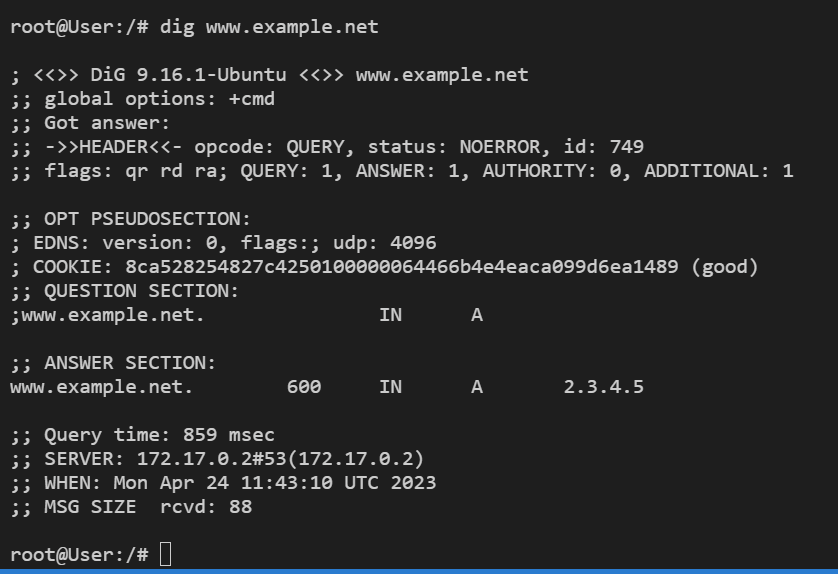 root@User:/# dig www.example.net
; <<>> DiG 9.16.1-Ubuntu <<>> www.example.net
;; global options: +cmd
;; Got answer:
;; ->>HEADER<<- opcode: QUERY, status: NOERROR, id: 749
;; flags: qr rd ra; QUERY: 1, ANSWER: 1, AUTHORITY: 0, ADDITIONAL: 1
;; OPT PSEUDOSECTION:
; EDNS: version: 0, flags:; udp: 4096
; COOKIE: 8ca528254827c4250100000064466b4e4eaca099d6ea1489 (good)
;; QUESTION SECTION:
;www.example.net. IN A
;; ANSWER SECTION:
www.example.net. 600 IN A 2.3.4.5
;; Query time: 859 msec
;; SERVER: 172.17.0.2#53(172.17.0.2)
;; WHEN: Mon Apr 24 11:43:10 UTC 2023
;; MSG SIZE rcvd: 88
root@User:/#